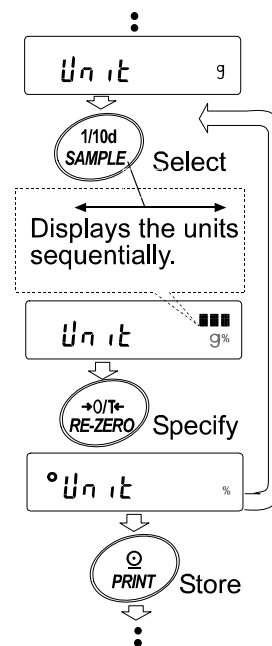 Unit g
1/10d
SAMPLE Select
Displays the units
sequentially.
Unit g%
→0/T←
RE-ZERO Specify
°Unit %
PRINT Store